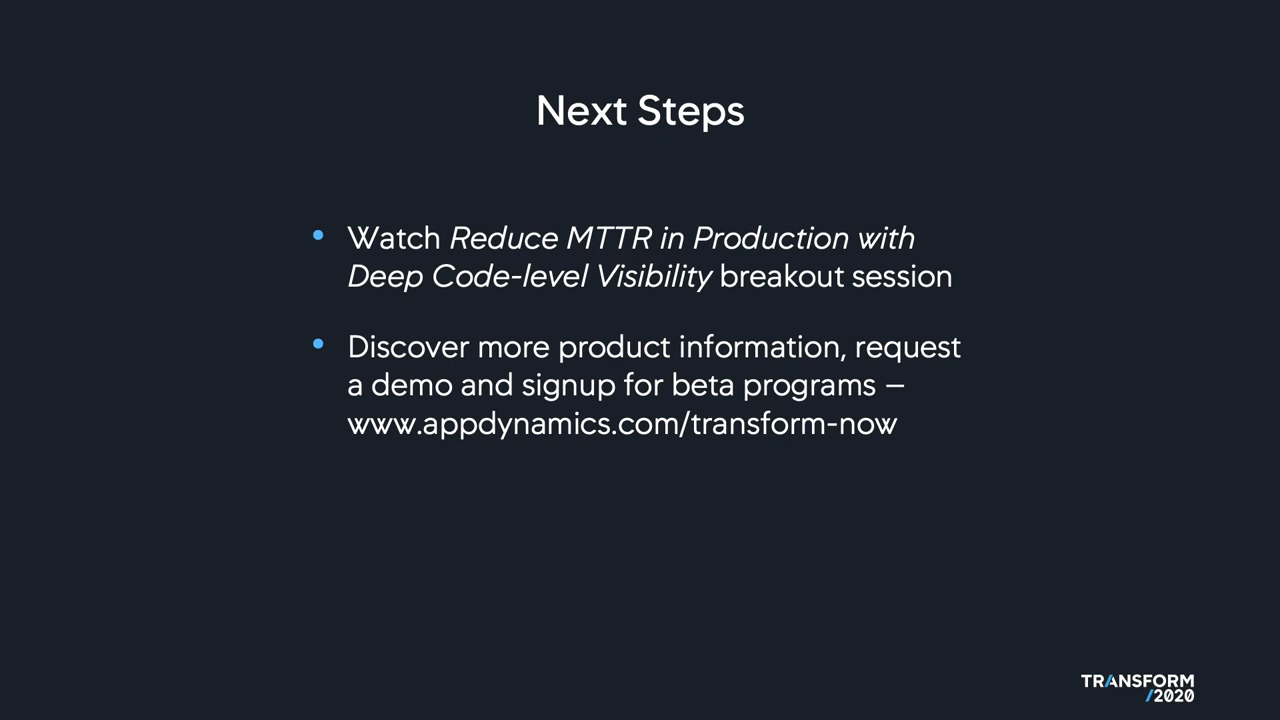 Next Steps
• Watch Reduce MTTR in Production with
Deep Code-level Visibility breakout session
• Discover more product information, request
a demo and signup for beta programs —
www.appdynamics.com/transform-now
TRANSFORM
/2020